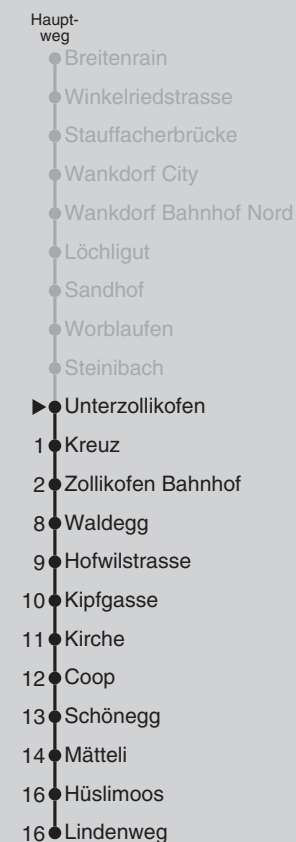 Haupt-
weg
Breitenrain
Winkelriedstrasse
Stauffacherbrücke
Wankdorf City
Wankdorf Bahnhof Nord
Löchligut
Sandhof
Worblaufen
Steinibach
Unterzollikofen
1 Kreuz
2 Zollikofen Bahnhof
8 Waldegg
9 Hofwilstrasse
10 Kipfgasse
11 Kirche
12 Coop
13 Schönegg
14 Mätteli
16 Hüslimoos
16 Lindenweg